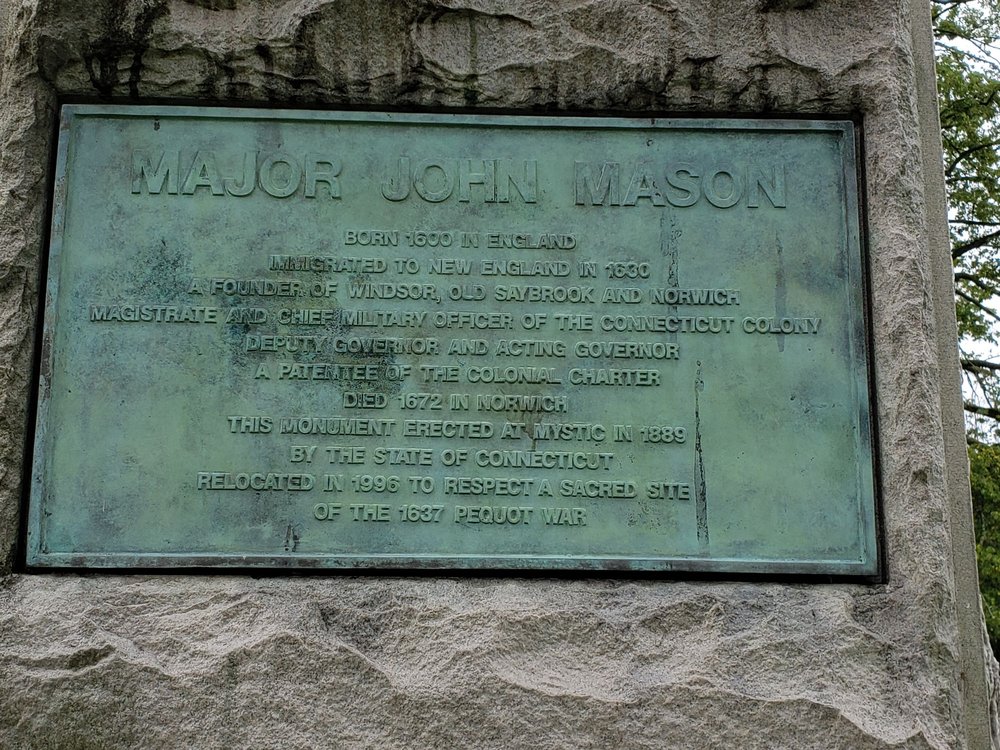 MAJOR JOHN MASON
BORN 1600 IN ENGLAND
IMMIGRATED TO NEW ENGLAND IN 1630
A FOUNDER OF WINDSOR, OLD SAYBROOK AND NORWICH
MAGISTRATE AND CHIEF MILITARY OFFICER OF THE CONNECTICUT COLONY
DEPUTY GOVERNOR AND ACTING GOVERNOR
A PATENTEE OF THE COLONIAL CHARTER
DIED 1672 IN NORWICH
THIS MONUMENT ERECTED AT MYSTIC IN 1889
BY THE STATE OF CONNECTICUT
RELOCATED IN 1996 TO RESPECT A SACRED SITE
OF THE 1637 PEQUOT WAR